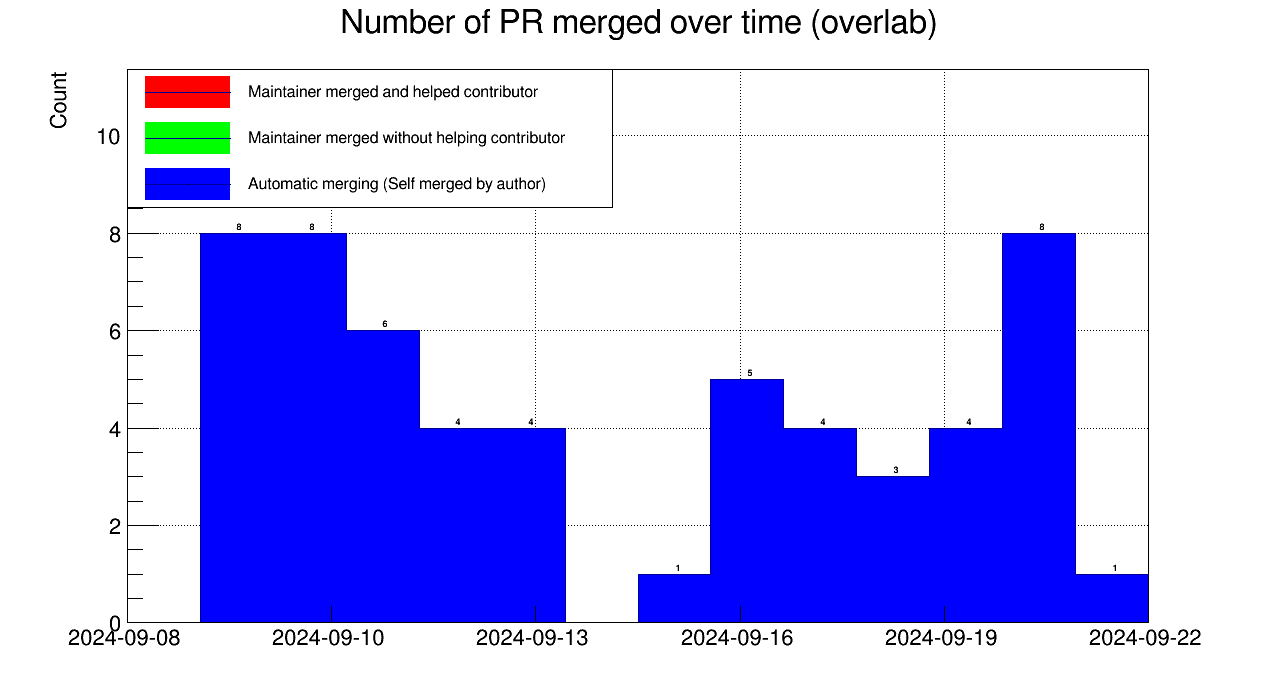 Number of PR merged over time (overlab)
Count
Maintainer merged and helped contributor
Maintainer merged without helping contributor
Automatic merging (Self merged by author)
10
8
6
4
2
0
8 8 6 4 4 1 5 4 3 4 8 1
2024-09-08 2024-09-10 2024-09-13 2024-09-16 2024-09-19 2024-09-22